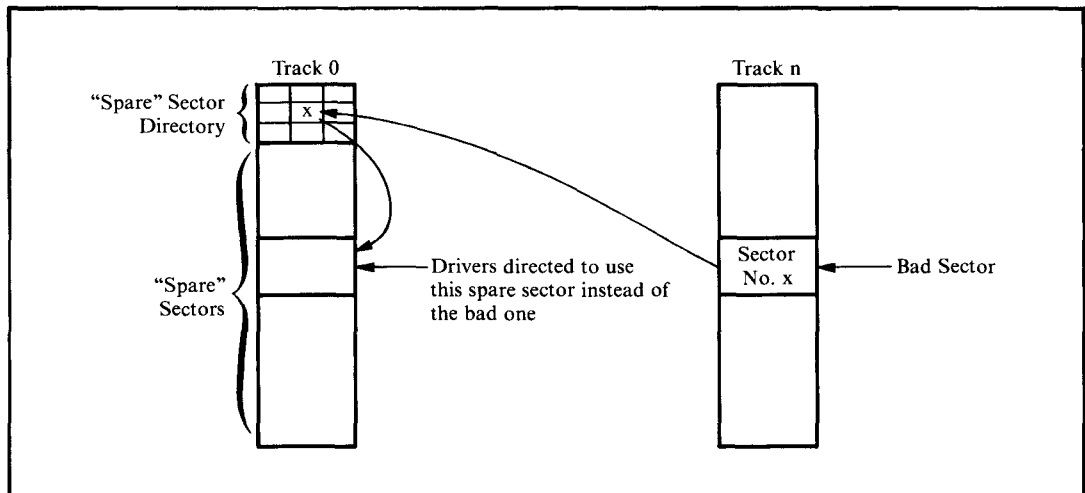 Track 0
Track n
“Spare” Sector
Directory
x
Sector
No. x
Bad Sector
“Spare”
Sectors
Drivers directed to use
this spare sector instead of
the bad one